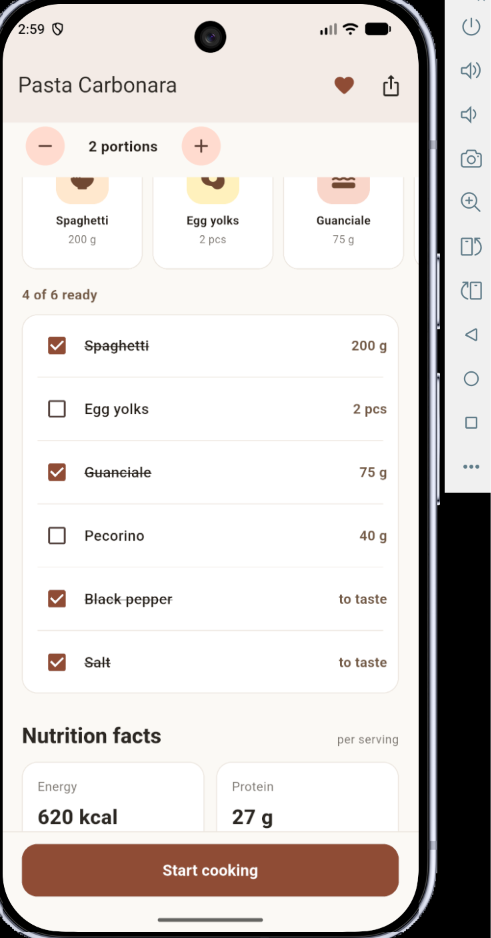 2:59
Pasta Carbonara
2 portions
Spaghetti
200 g
Egg yolks
2 pcs
Guanciale
75 g
4 of 6 ready
Spaghetti 200 g
Egg yolks 2 pcs
Guanciale 75 g
Pecorino 40 g
Black pepper to taste
Salt to taste
Nutrition facts per serving
Energy
620 kcal
Protein
27 g
Start cooking